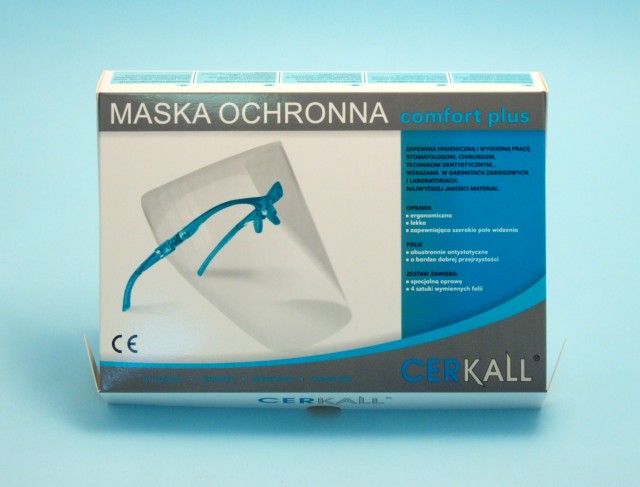 MASKA OCHRONNA comfort plus
ZAPEWNIA HIGIENICZNĄ I WYGODNĄ PRACĘ
STOMATOLOGOM, CHIRURGOM,
TECHNIKOM DENTYSTYCZNYM...
WSKAZANA W GABINETACH ZABIEGOWYCH
I LABORATORIACH.
NAJWYŻSZEJ JAKOŚCI MATERIAŁ.
OPRAWA
• ergonomiczna
• lekka
• zapewniająca szerokie pole widzenia
FOLIE
• obustronnie antystatyczne
• o bardzo dobrej przejrzystości
ZESTAW ZAWIERA:
• specjalną oprawę
• 4 sztuki wymiennych folii
CE
CERKALL®
CERKALL®